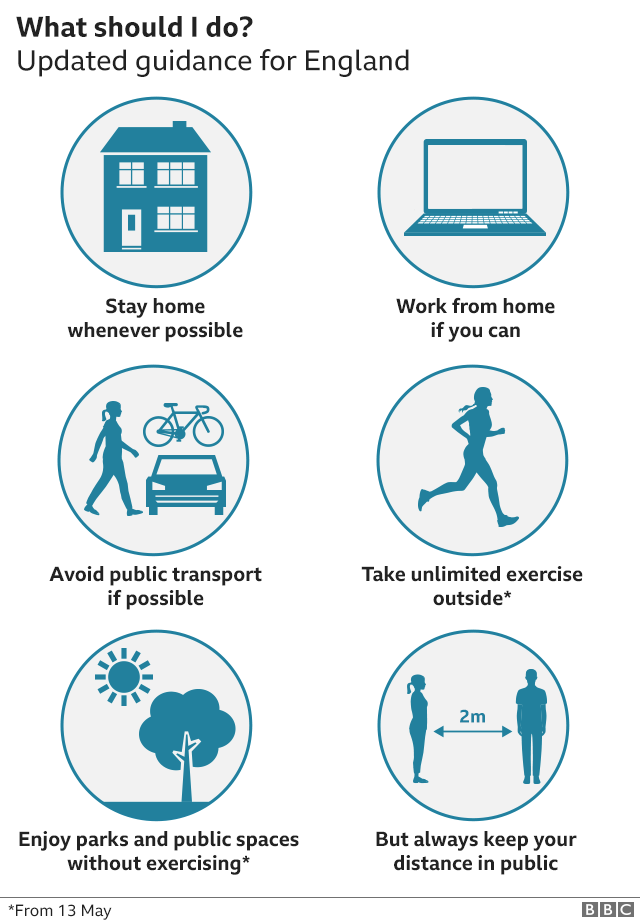 What should I do?
Updated guidance for England
Stay home
whenever possible
Work from home
if you can
Avoid public transport
if possible
Take unlimited exercise
outside*
2m
Enjoy parks and public spaces
without exercising*
But always keep your
distance in public
*From 13 May
BBC